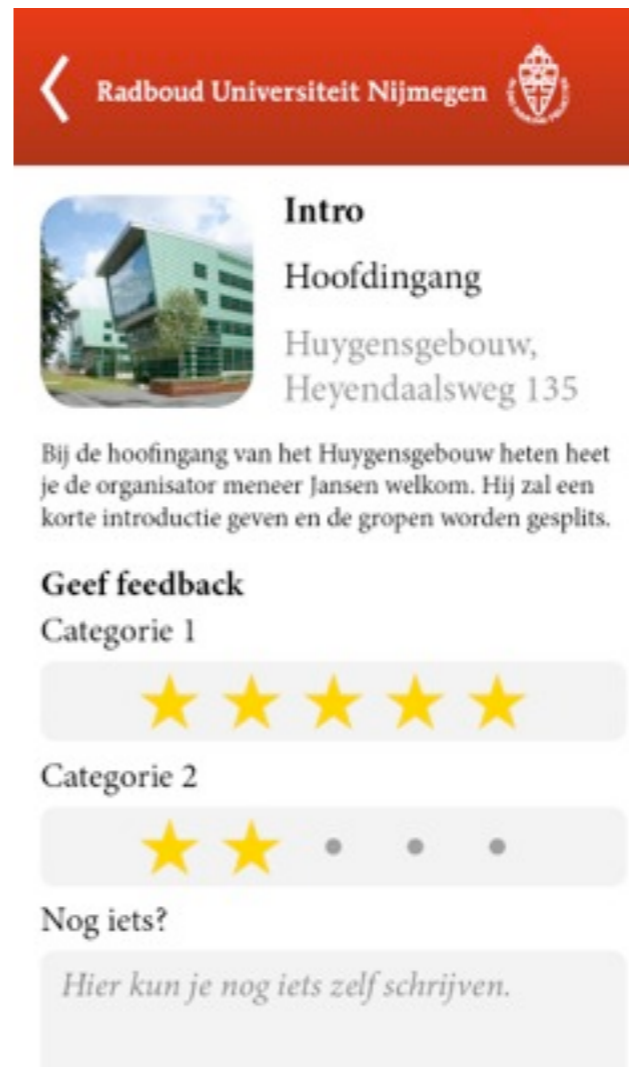 Radboud Universiteit Nijmegen
Intro
Hoofdingang
Huygensgebouw,
Heyendaalsweg 135
Bij de hoofingang van het Huygensgebouw heten heet
je de organisator meneer Jansen welkom. Hij zal een
korte introductie geven en de gropen worden gesplits.
Geef feedback
Categorie 1
Categorie 2
Nog iets?
Hier kun je nog iets zelf schrijven.